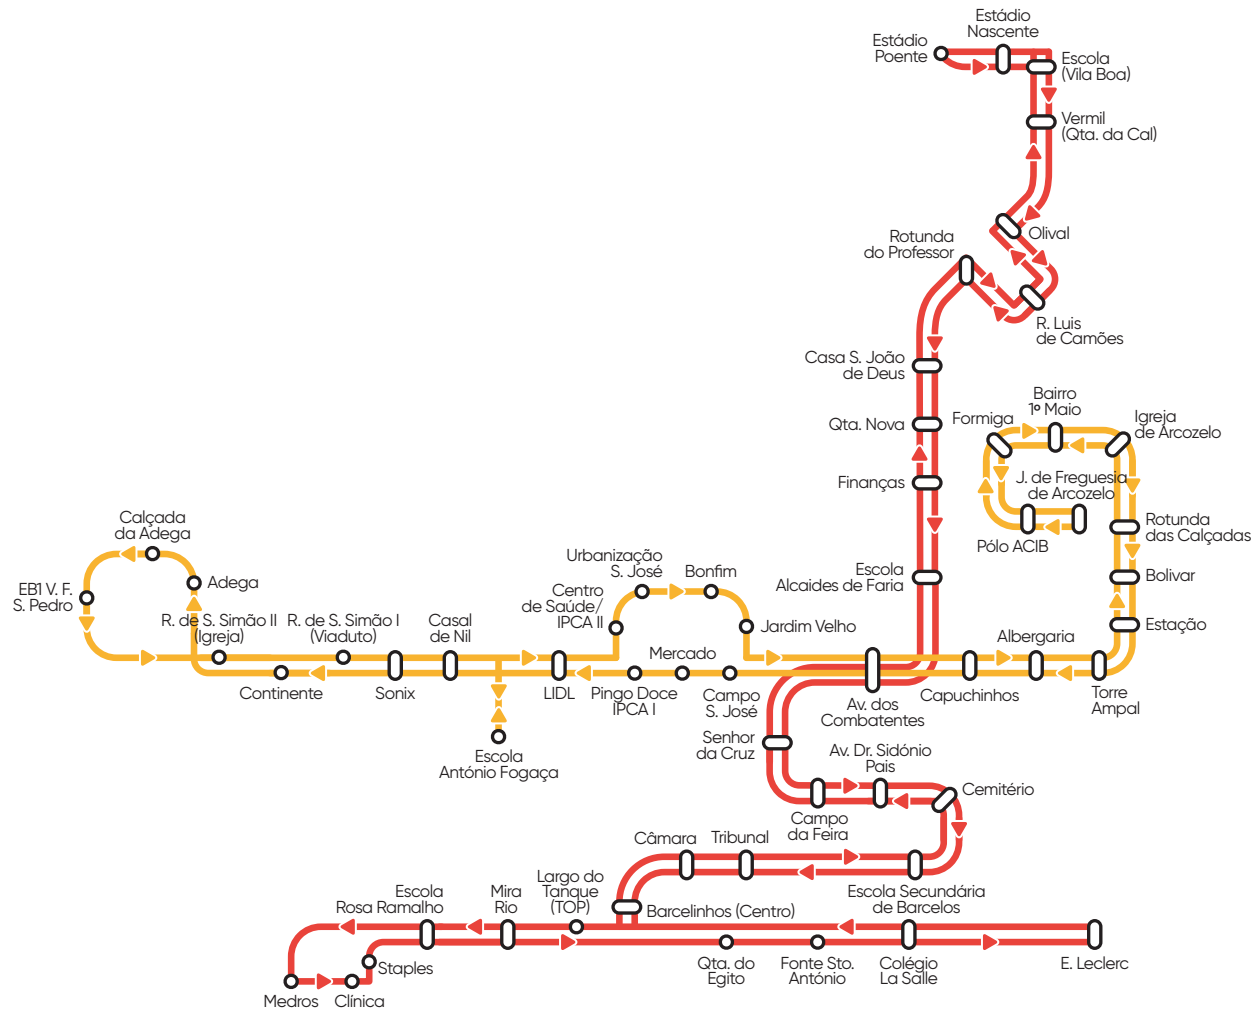 Estádio
Nascente
Estádio
Poente
Escola
(Vila Boa)
Vermil
(Qta. da Cal)
Olival
Rotunda
do Professor
R. Luis
de Camões
Casa S. João
de Deus
Qta. Nova
Finanças
Escola
Alcaides de Faria
Bairro
1º Maio
Formiga
Igreja
de Arcozelo
J. de Freguesia
de Arcozelo
Pólo ACIB
Rotunda
das Calçadas
Bolivar
Estação
Calçada
da Adega
EB1 V. F.
S. Pedro
Adega
R. de S. Simão II
(Igreja)
R. de S. Simão I
(Viaduto)
Casal
de Nil
Urbanização
S. José
Centro
de Saúde/
IPCA II
Bonfim
Jardim Velho
Albergaria
Mercado
Continente
Sonix
LIDL
Pingo Doce
IPCA I
Campo
S. José
Av. dos
Combatentes
Capuchinhos
Torre
Ampal
Escola
António Fogaça
Senhor
da Cruz
Av. Dr. Sidónio
Pais
Cemitério
Campo
da Feira
Câmara
Tribunal
Escola Secundária
de Barcelos
Largo do
Tanque
(TOP)
Mira
Rio
Escola
Rosa Ramalho
Barcelinhos (Centro)
Staples
Medros
Clínica
Qta. do
Egito
Fonte Sto.
António
Colégio
La Salle
E. Leclerc